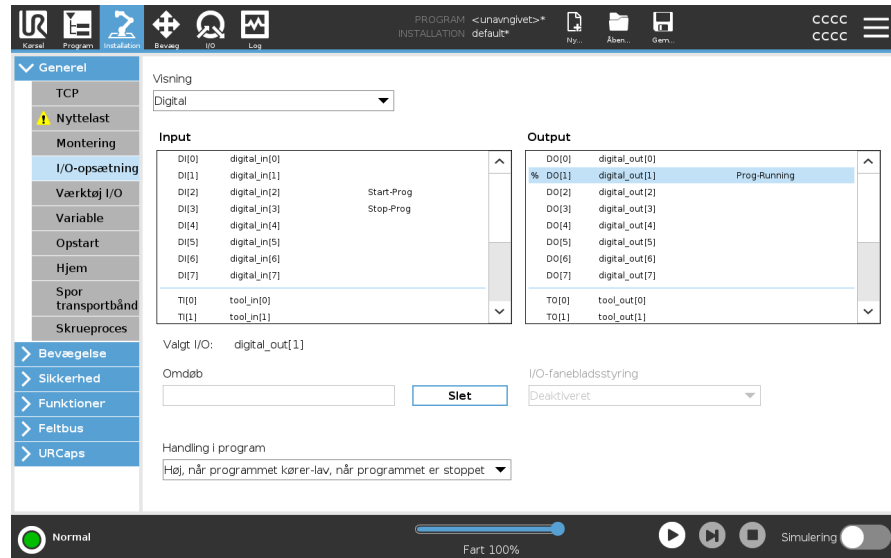 UR
Kørsel
Program
Installation
Bevæg
I/O
Log
PROGRAM <unavngivet>*
INSTALLATION default*
Ny...
Åben...
Gem...
CCCC
CCCC
Generel
TCP
Nyttelast
Montering
I/O-opsætning
Værktøj I/O
Variable
Opstart
Hjem
Spor
transportbånd
Skrueproces
Bevægelse
Sikkerhed
Funktioner
Feltbus
URCaps
Visning
Digital
Input
DI[0] digital_in[0]
DI[1] digital_in[1]
DI[2] digital_in[2] Start-Prog
DI[3] digital_in[3] Stop-Prog
DI[4] digital_in[4]
DI[5] digital_in[5]
DI[6] digital_in[6]
DI[7] digital_in[7]
TI[0] tool_in[0]
TI[1] tool_in[1]
Output
DO[0] digital_out[0]
% DO[1] digital_out[1] Prog-Running
DO[2] digital_out[2]
DO[3] digital_out[3]
DO[4] digital_out[4]
DO[5] digital_out[5]
DO[6] digital_out[6]
DO[7] digital_out[7]
TO[0] tool_out[0]
TO[1] tool_out[1]
Valgt I/O: digital_out[1]
Omdøb
Slet
I/O-fanebladsstyring
Deaktiveret
Handling i program
Høj, når programmet kører-lav, når programmet er stoppet
Normal
Fart 100%
Simulering